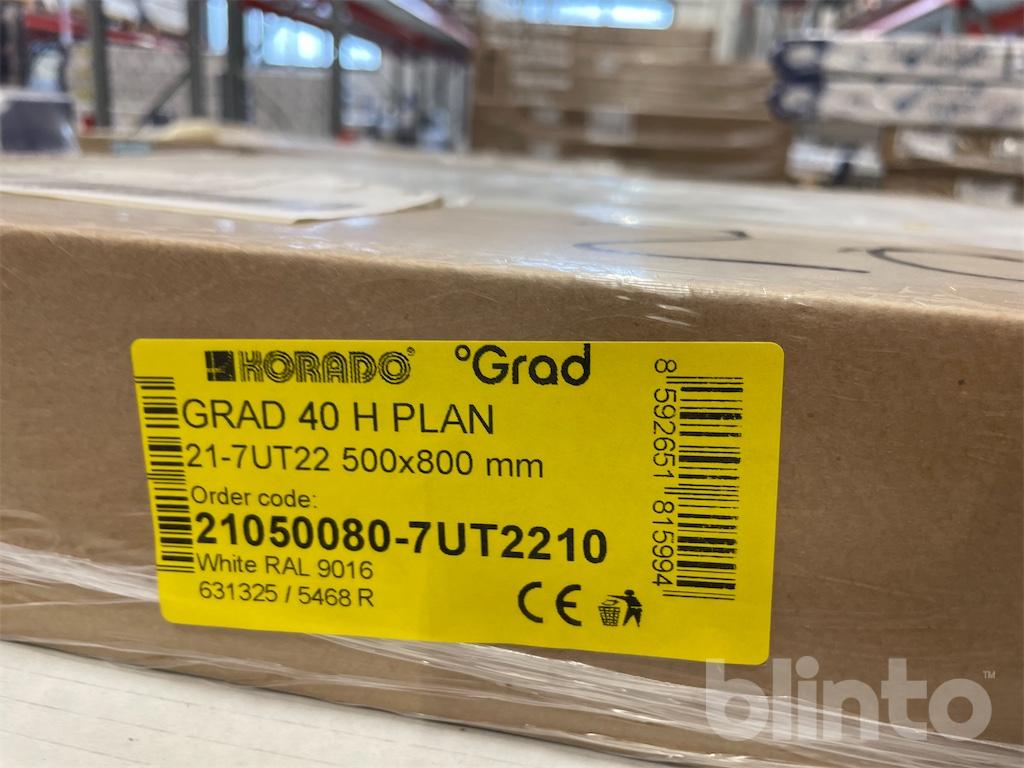 KORADO °Grad
GRAD 40 H PLAN
21-7UT22 500x800 mm
Order code:
21050080-7UT2210
White RAL 9016
631325 / 5468 R
CE
8 592651 815994
blinto™